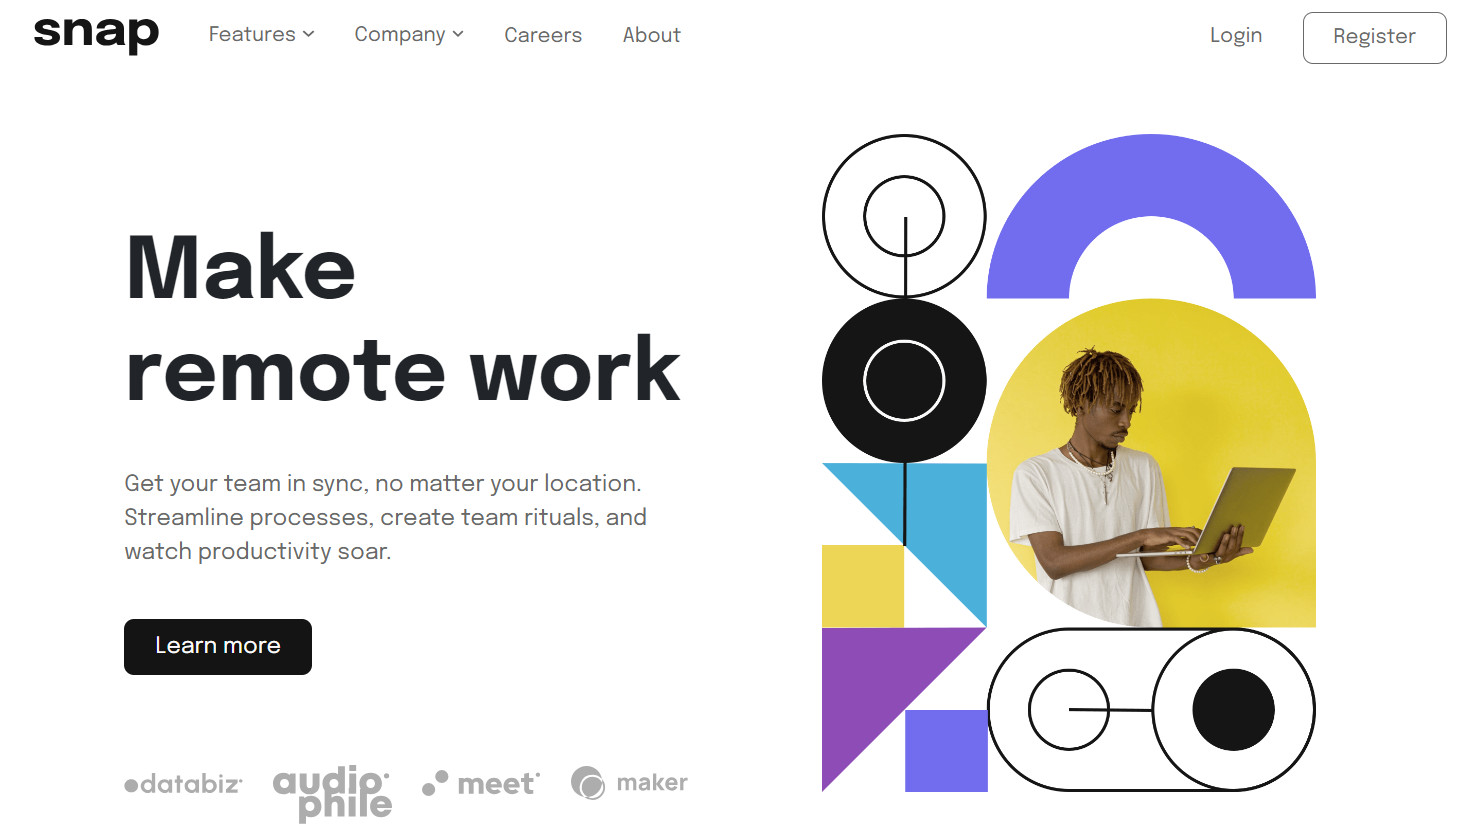 snap
Features
Company
Careers
About
Login
Register
Make
remote work
Get your team in sync, no matter your location.
Streamline processes, create team rituals, and
watch productivity soar.
Learn more
databiz
audio
phile
meet
maker